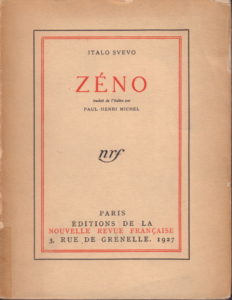 ITALO SVEVO
ZÉNO
traduit de l'italien par
PAUL-HENRI MICHEL
nrf
PARIS
ÉDITIONS DE LA
NOUVELLE REVUE FRANÇAISE
3, RUE DE GRENELLE. 1927